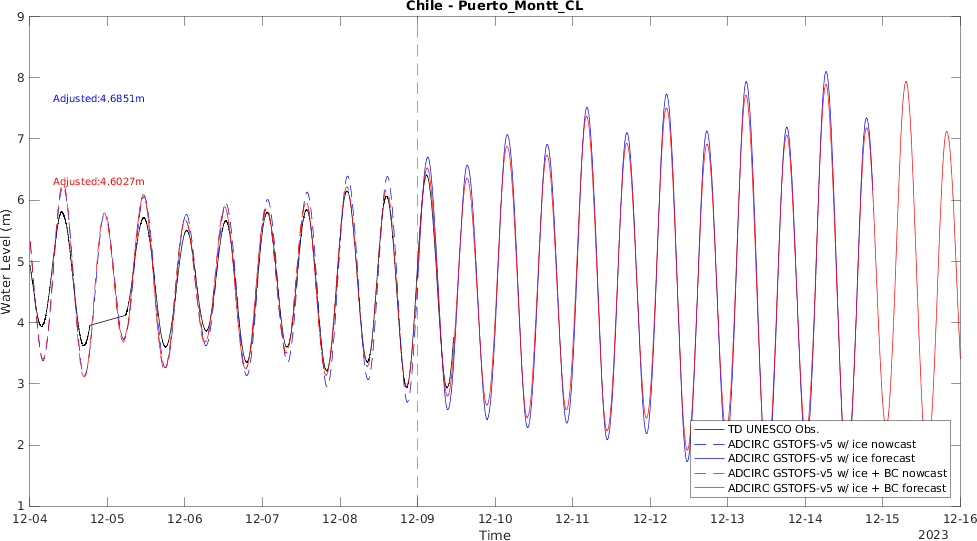 Chile - Puerto_Montt_CL
9
8
7
6
5
4
3
2
1
Water Level (m)
Adjusted:4.6851m
Adjusted:4.6027m
TD UNESCO Obs.
ADCIRC GSTOFS-v5 w/ ice nowcast
ADCIRC GSTOFS-v5 w/ ice forecast
ADCIRC GSTOFS-v5 w/ ice + BC nowcast
ADCIRC GSTOFS-v5 w/ ice + BC forecast
12-04 12-05 12-06 12-07 12-08 12-09 12-10 12-11 12-12 12-13 12-14 12-15 12-16
Time
2023